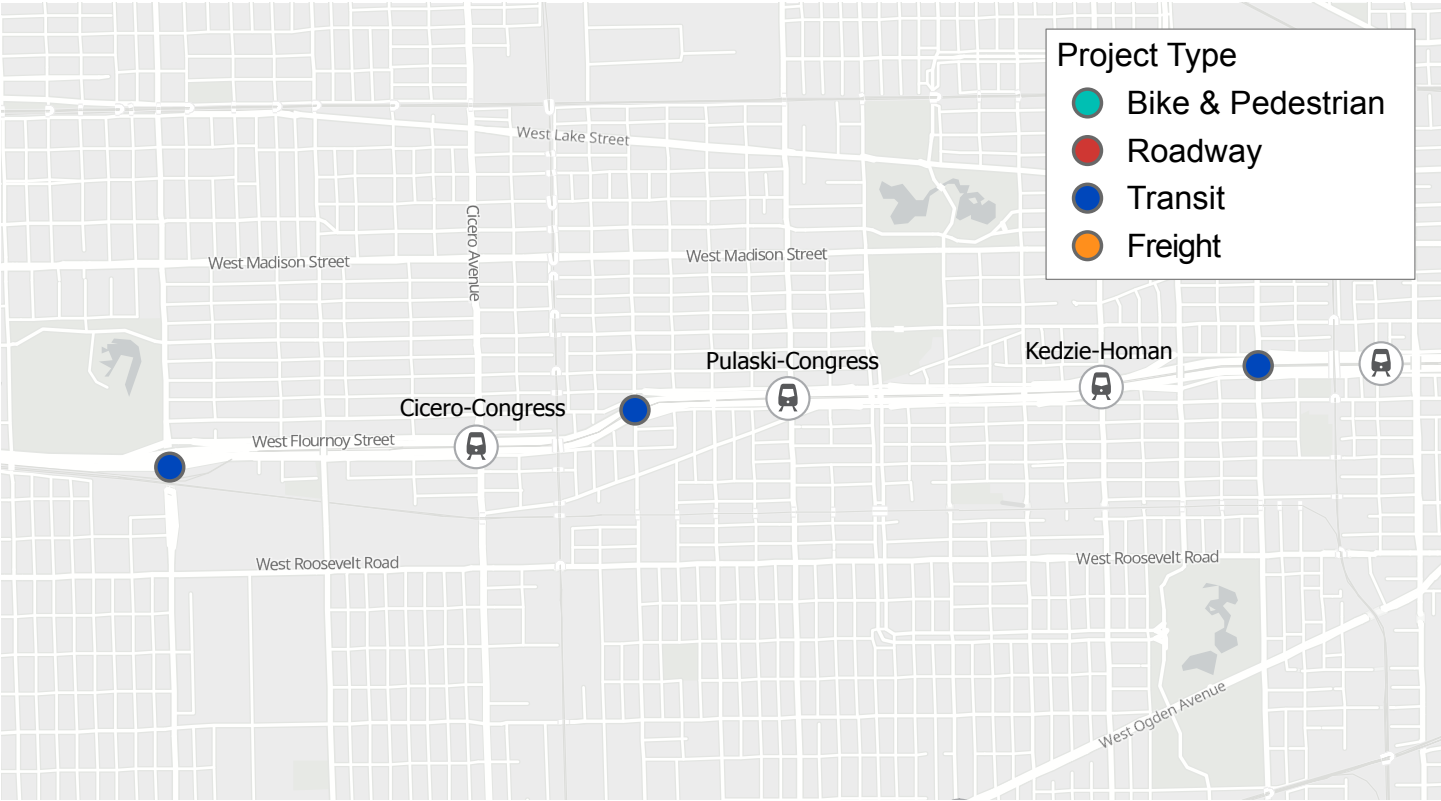 Project Type
Bike & Pedestrian
Roadway
Transit
Freight
West Lake Street
Cicero Avenue
West Madison Street
West Madison Street
Kedzie-Homan
Pulaski-Congress
Cicero-Congress
West Flournoy Street
West Roosevelt Road
West Roosevelt Road
West Ogden Avenue